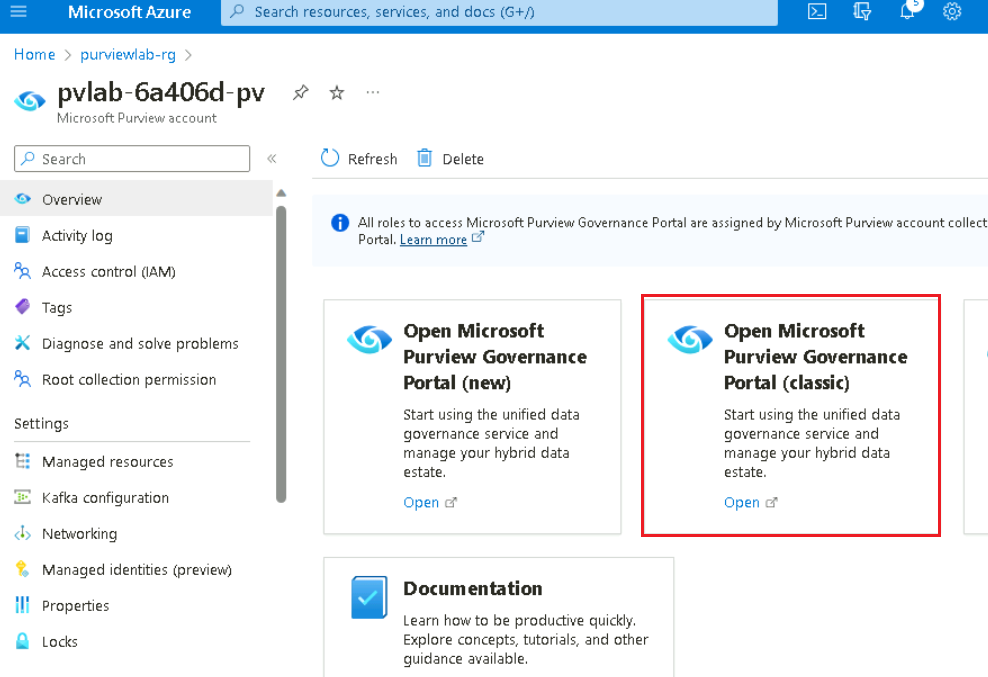 Microsoft Azure
Search resources, services, and docs (G+/)
5
Home > purviewlab-rg >
pvlab-6a406d-pv
...
Microsoft Purview account
Search
«
Refresh
Delete
Overview
Activity log
Access control (IAM)
Tags
Diagnose and solve problems
Root collection permission
Settings
Managed resources
Kafka configuration
Networking
Managed identities (preview)
Properties
Locks
All roles to access Microsoft Purview Governance Portal are assigned by Microsoft Purview account collect
Portal. Learn more
Open Microsoft
Purview Governance
Portal (new)
Start using the unified data
governance service and
manage your hybrid data
estate.
Open
Open Microsoft
Purview Governance
Portal (classic)
Start using the unified data
governance service and
manage your hybrid data
estate.
Open
Documentation
Learn how to be productive quickly.
Explore concepts, tutorials, and other
guidance available.